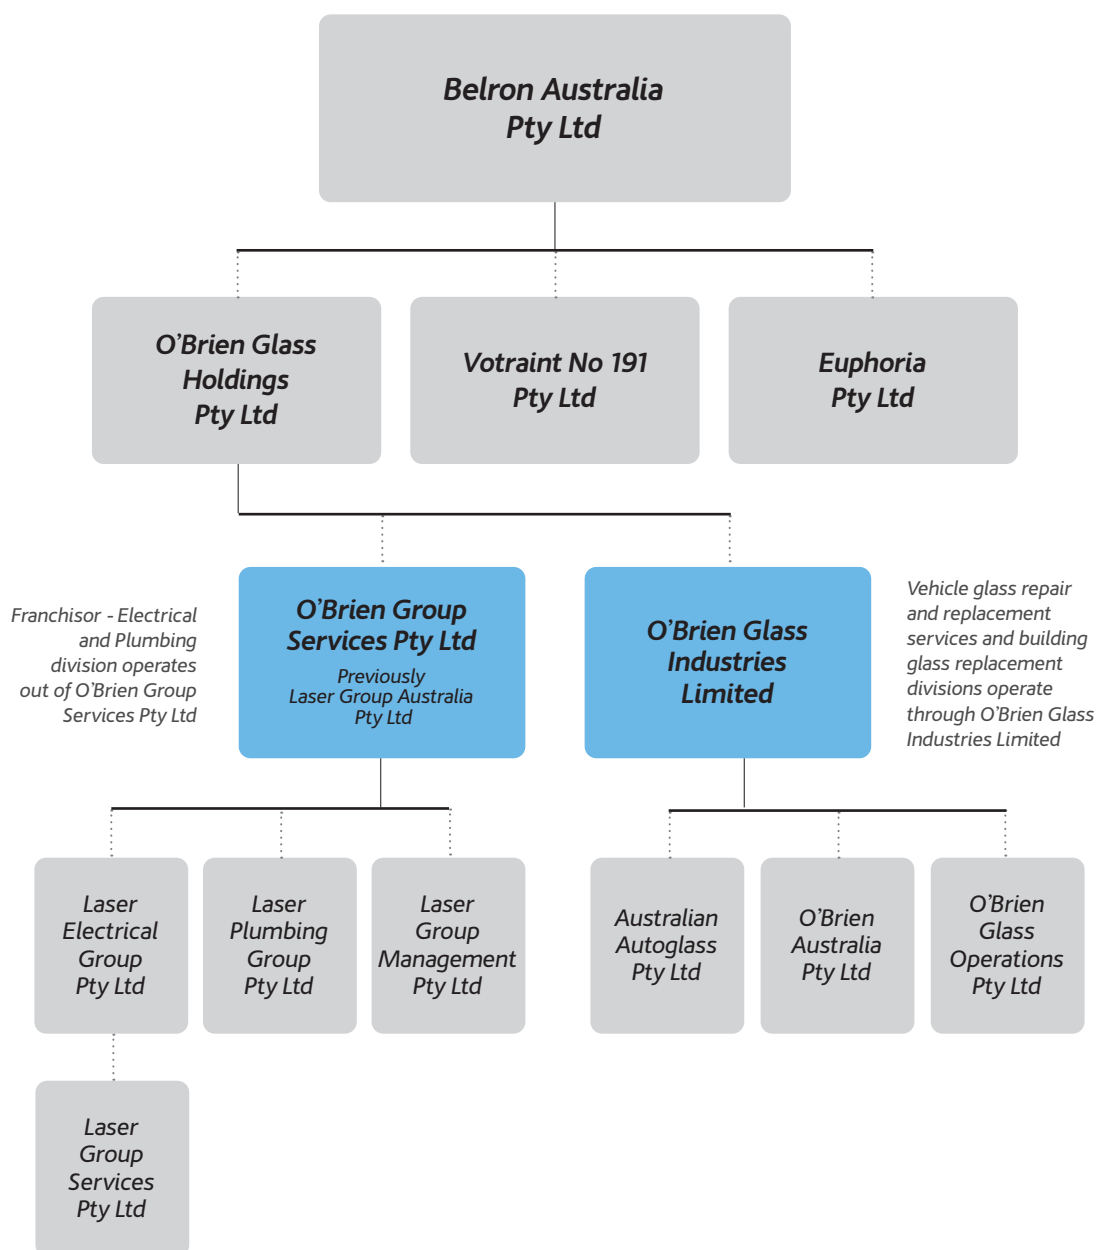 Belron Australia
Pty Ltd
O’Brien Glass
Holdings
Pty Ltd
Votraint No 191
Pty Ltd
Euphoria
Pty Ltd
Franchisor - Electrical
and Plumbing
division operates
out of O’Brien Group
Services Pty Ltd
O’Brien Group
Services Pty Ltd
Previously
Laser Group Australia
Pty Ltd
O’Brien Glass
Industries
Limited
Vehicle glass repair
and replacement
services and building
glass replacement
divisions operate
through O’Brien Glass
Industries Limited
Laser
Electrical
Group
Pty Ltd
Laser
Plumbing
Group
Pty Ltd
Laser
Group
Management
Pty Ltd
Australian
Autoglass
Pty Ltd
O’Brien
Australia
Pty Ltd
O’Brien
Glass
Operations
Pty Ltd
Laser
Group
Services
Pty Ltd